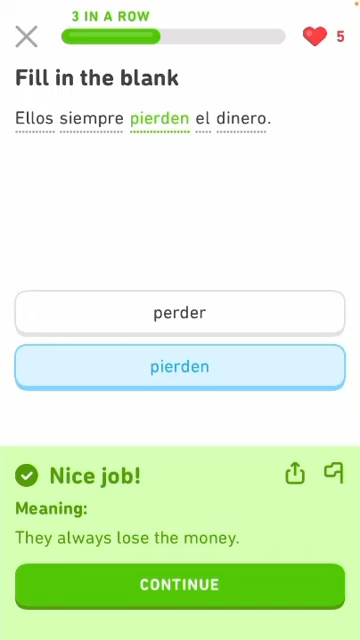 3 IN A ROW
5
Fill in the blank
Ellos siempre pierden el dinero.
perder
pierden
Nice job!
Meaning:
They always lose the money.
CONTINUE